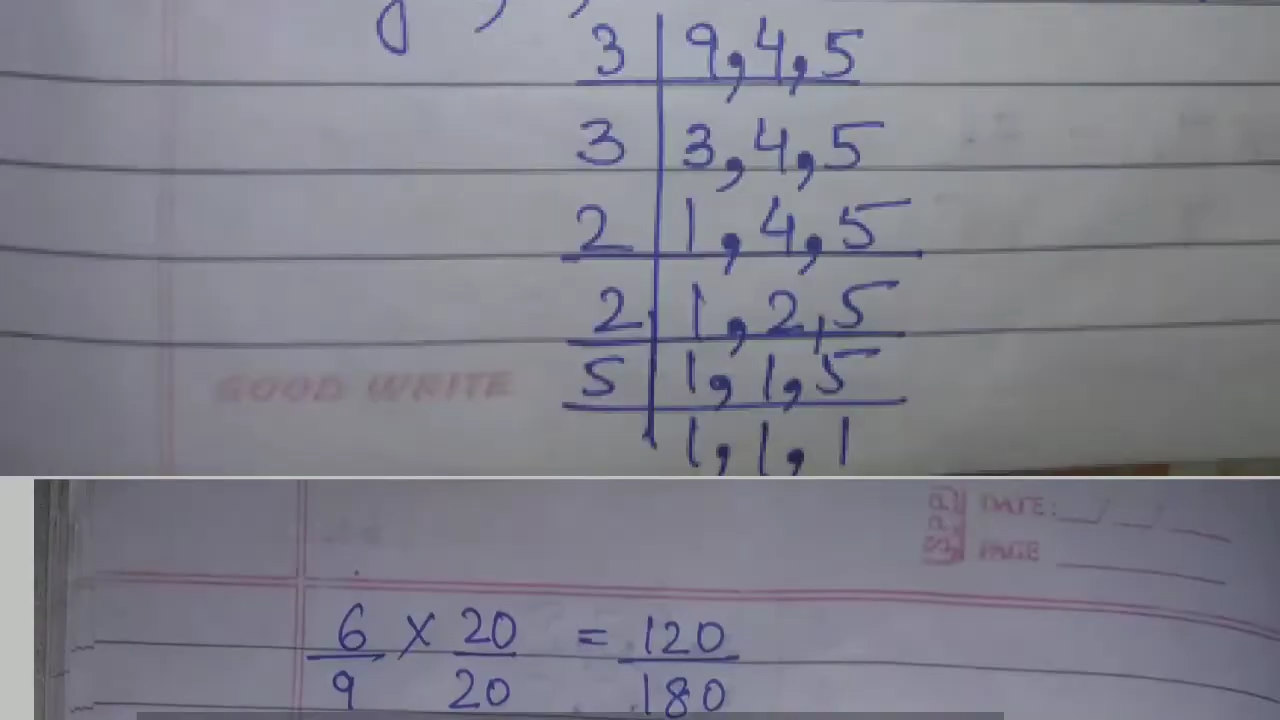 3 | 9,4,5
3 | 3,4,5
2 | 1,4,5
2 | 1,2,5
5 | 1,1,5
1,1,1
GOOD WRITE
DATE:
PAGE
6/9 × 20/20 = 120/180